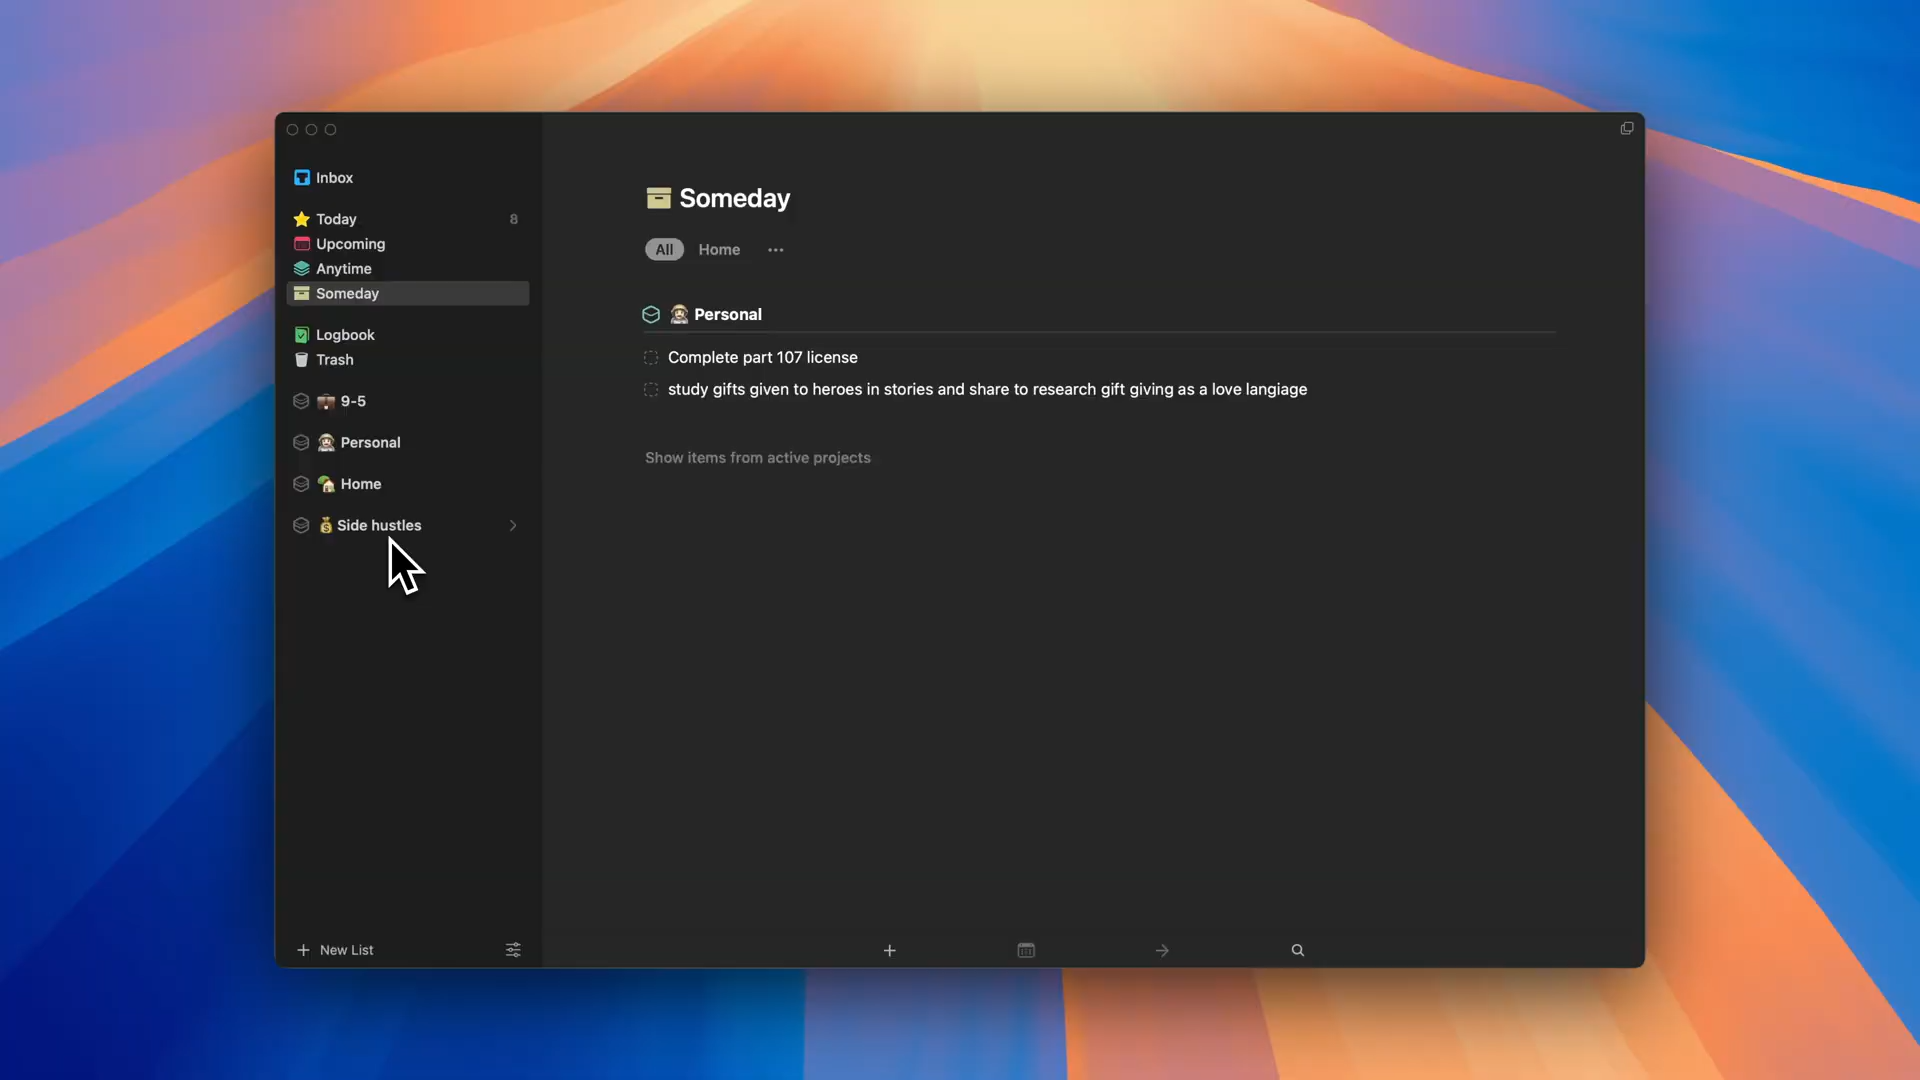 Inbox
Today 8
Upcoming
Anytime
Someday
Logbook
Trash
9-5
Personal
Home
Side hustles
New List
Someday
All Home
Personal
Complete part 107 license
study gifts given to heroes in stories and share to research gift giving as a love langiage
Show items from active projects